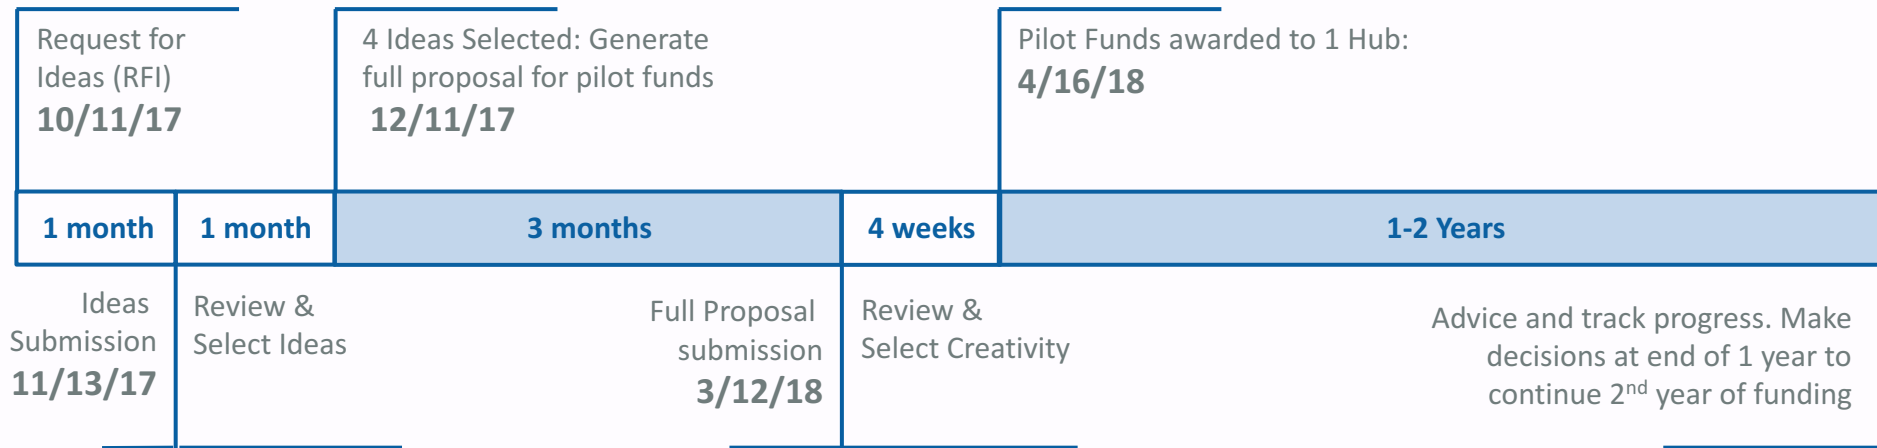 Request for
Ideas (RFI)
10/11/17
4 Ideas Selected: Generate
full proposal for pilot funds
12/11/17
Pilot Funds awarded to 1 Hub:
4/16/18
1 month
1 month
3 months
4 weeks
1-2 Years
Ideas
Submission
11/13/17
Review &
Select Ideas
Full Proposal
submission
3/12/18
Review &
Select Creativity
Advice and track progress. Make
decisions at end of 1 year to
continue 2nd year of funding